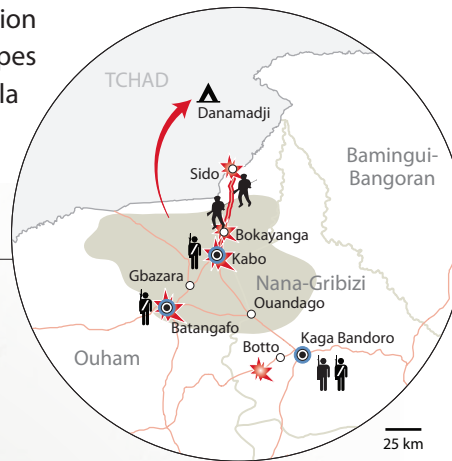 ion
pes
la
TCHAD
Danamadji
Bamingui-
Bangoran
Sido
Bokayanga
Kabo
Gbazara
Nana-Gribizi
Ouandago
Batangafo
Kaga Bandoro
Botto
Ouham
25 km